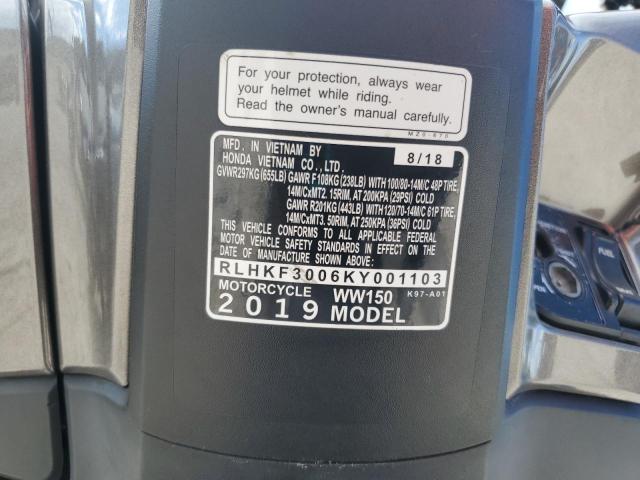 For your protection, always wear
your helmet while riding.
Read the owner's manual carefully.
MZ0-670
MFD. IN VIETNAM BY 8/18
HONDA VIETNAM CO., LTD.
GVWR297KG (655LB) GAWR F108KG (238LB) WITH 100/80-14M/C 48P TIRE,
14M/CxMT2. 15RIM, AT 200KPA (29PSI) COLD
GAWR R201KG (443LB) WITH 120/70-14M/C 61P TIRE,
14M/CxMT3. 50RIM, AT 250KPA (36PSI) COLD
THIS VEHICLE CONFORMS TO ALL APPLICABLE FEDERAL
MOTOR VEHICLE SAFETY STANDARDS IN EFFECT ON THE
DATE OF MANUFACTURE SHOWN ABOVE:
RLHKF3006KY001103
MOTORCYCLE WW150 K97-A01
2019 MODEL
FUEL